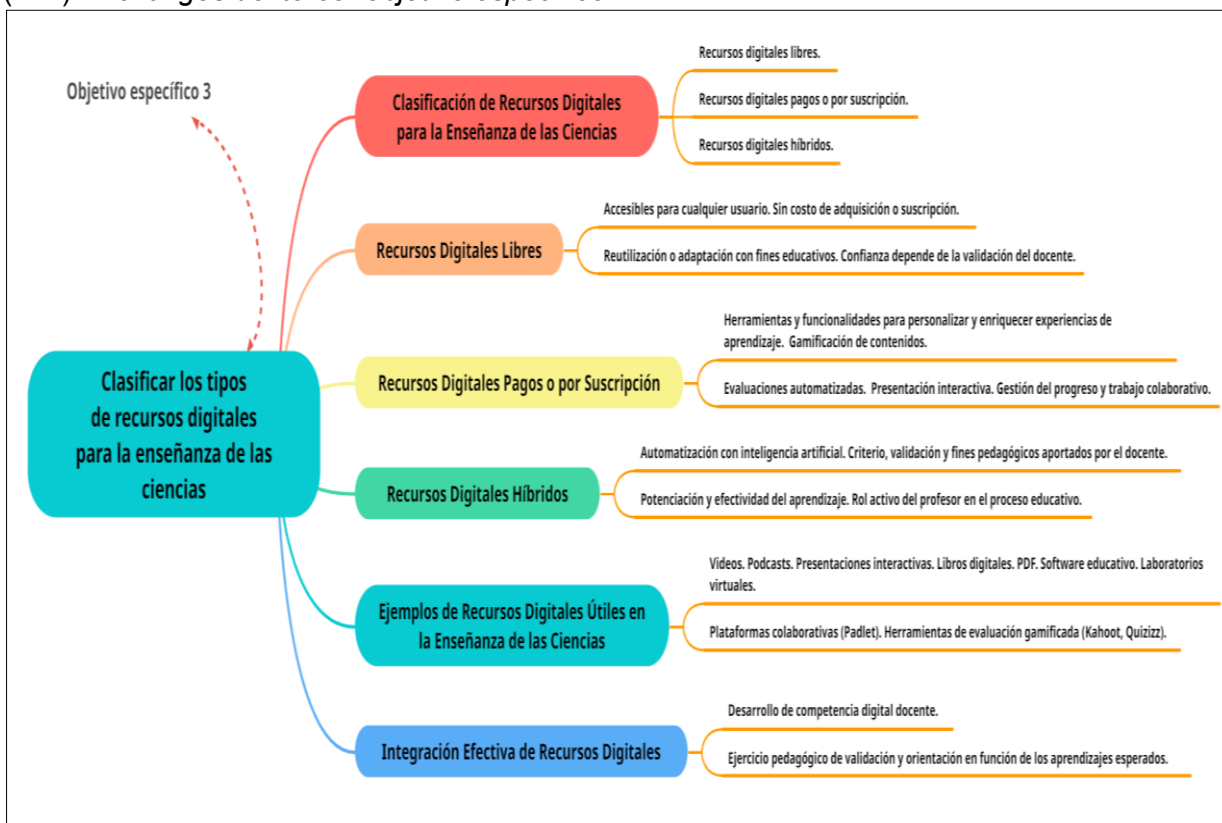 Objetivo específico 3
Clasificar los tipos
de recursos digitales
para la enseñanza de las
ciencias
Clasificación de Recursos Digitales
para la Enseñanza de las Ciencias
Recursos digitales libres.
Recursos digitales pagos o por suscripción.
Recursos digitales híbridos.
Recursos Digitales Libres
Accesibles para cualquier usuario. Sin costo de adquisición o suscripción.
Reutilización o adaptación con fines educativos. Confianza depende de la validación del docente.
Recursos Digitales Pagos o por Suscripción
Herramientas y funcionalidades para personalizar y enriquecer experiencias de
aprendizaje. Gamificación de contenidos.
Evaluaciones automatizadas. Presentación interactiva. Gestión del progreso y trabajo colaborativo.
Recursos Digitales Híbridos
Automatización con inteligencia artificial. Criterio, validación y fines pedagógicos aportados por el docente.
Potenciación y efectividad del aprendizaje. Rol activo del profesor en el proceso educativo.
Ejemplos de Recursos Digitales Útiles en
la Enseñanza de las Ciencias
Videos. Podcasts. Presentaciones interactivas. Libros digitales. PDF. Software educativo. Laboratorios
virtuales.
Plataformas colaborativas (Padlet). Herramientas de evaluación gamificada (Kahoot, Quizizz).
Integración Efectiva de Recursos Digitales
Desarrollo de competencia digital docente.
Ejercicio pedagógico de validación y orientación en función de los aprendizajes esperados.